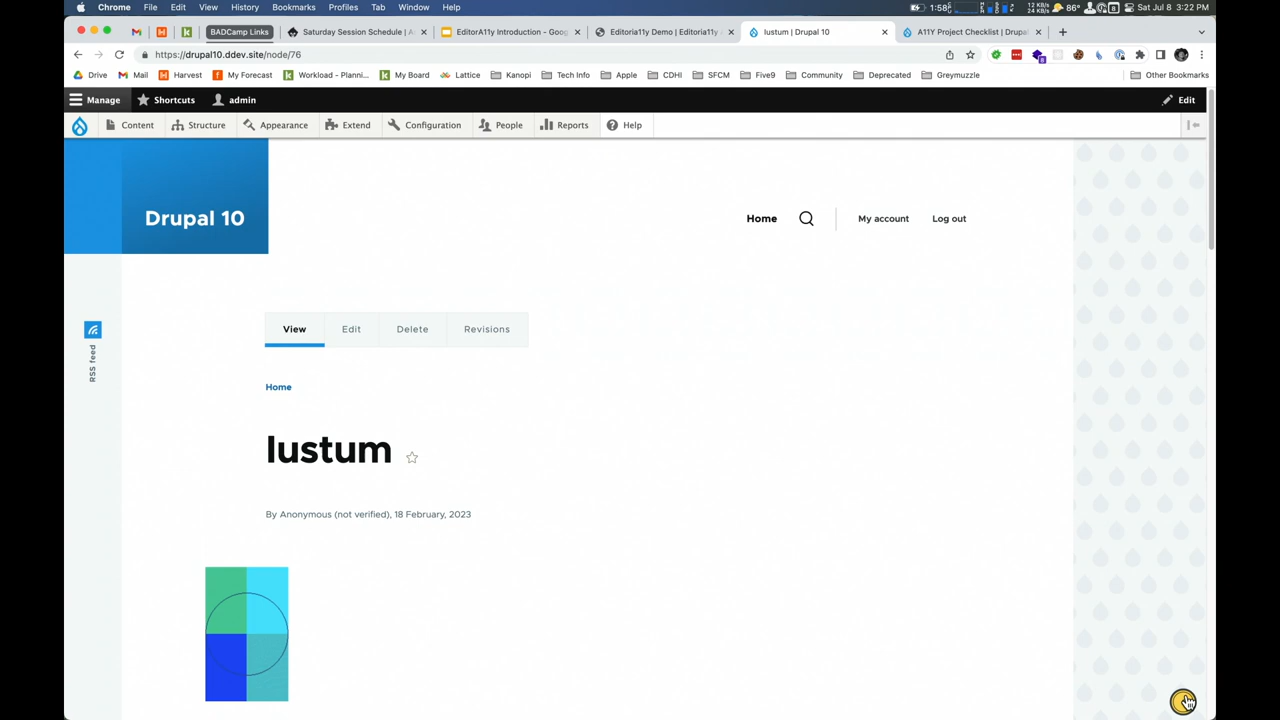 Chrome File Edit View History Bookmarks Profiles Tab Window Help
1:58
12 KB/s
24 KB/s
86°
Sat Jul 8 3:22 PM
BADCamp Links
Saturday Session Schedule | A
EditorA11y Introduction - Goog
Editoria11y Demo | Editoria11y
Iustum | Drupal 10
A11Y Project Checklist | Drupal
https://drupal10.ddev.site/node/76
Drive Mail Harvest My Forecast Workload - Planni... My Board Lattice Kanopi Tech Info Apple CDHI SFCM Five9 Community Deprecated Greymuzzle Other Bookmarks
Manage Shortcuts admin Edit
Content Structure Appearance Extend Configuration People Reports Help
Drupal 10
Home
My account
Log out
RSS feed
View Edit Delete Revisions
Home
Iustum
By Anonymous (not verified), 18 February, 2023